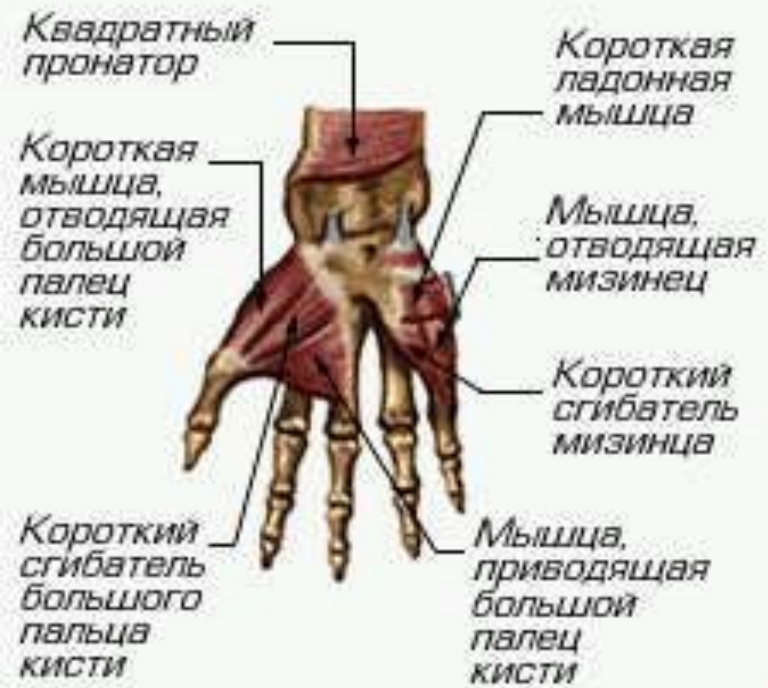 Квадратный
пронатор
Короткая
мышца,
отводящая
большой
палец
кисти
Короткий
сгибатель
большого
пальца
кисти
Короткая
ладонная
мышца
Мышца,
отводящая
мизинец
Короткий
сгибатель
мизинца
Мышца,
приводящая
большой
палец
кисти